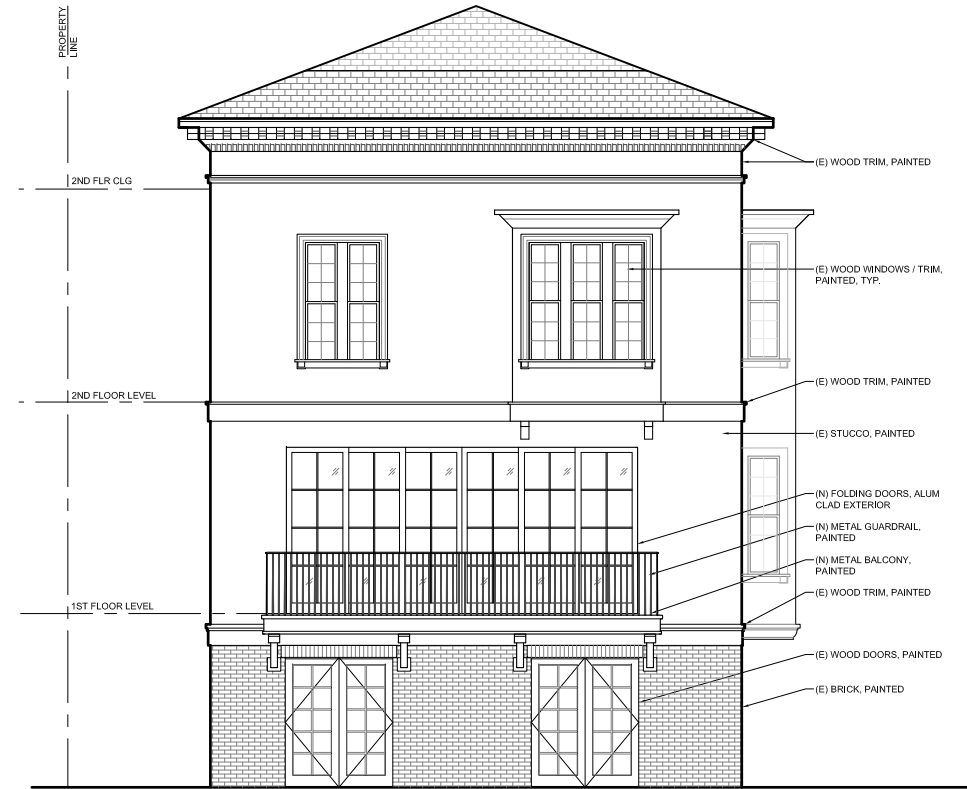 PROPERTY
LINE
(E) WOOD TRIM, PAINTED
2ND FLR CLG
(E) WOOD WINDOWS / TRIM,
PAINTED, TYP.
(E) WOOD TRIM, PAINTED
2ND FLOOR LEVEL
(E) STUCCO, PAINTED
(N) FOLDING DOORS, ALUM
CLAD EXTERIOR
(N) METAL GUARDRAIL,
PAINTED
(N) METAL BALCONY,
PAINTED
(E) WOOD TRIM, PAINTED
1ST FLOOR LEVEL
(E) WOOD DOORS, PAINTED
(E) BRICK, PAINTED